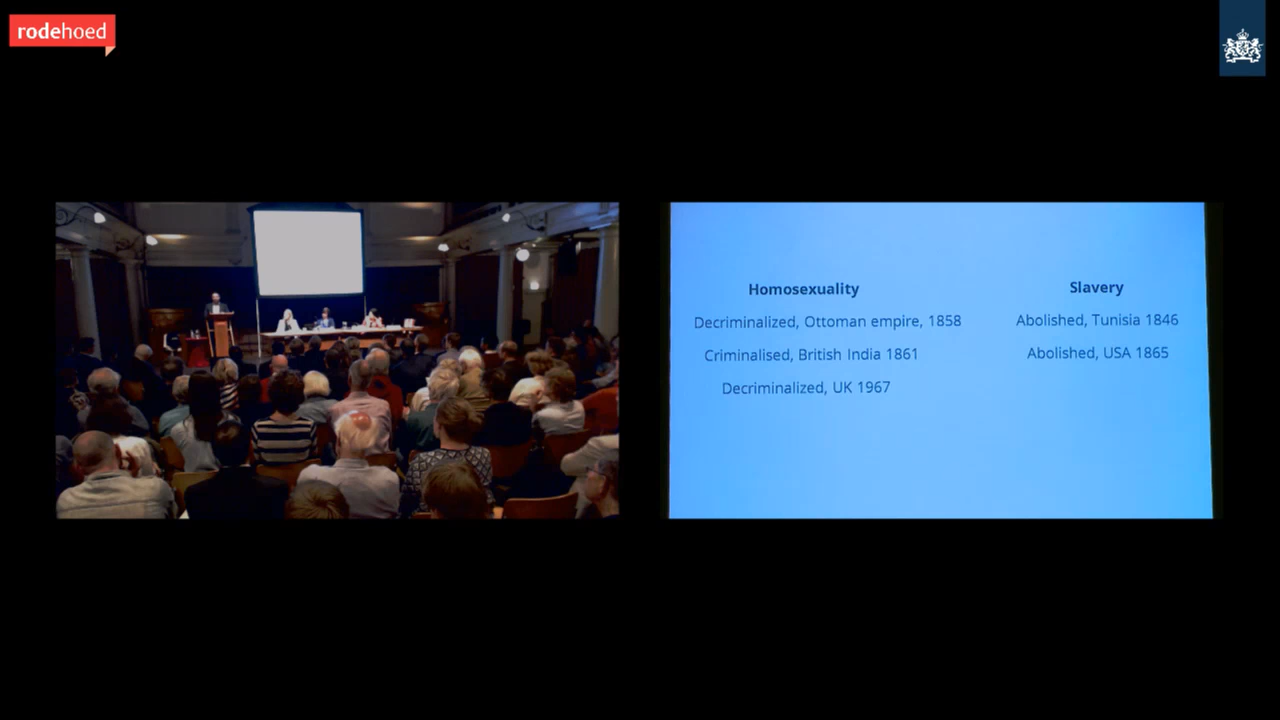 rodehoed
Homosexuality
Decriminalized, Ottoman empire, 1858
Criminalised, British India 1861
Decriminalized, UK 1967
Slavery
Abolished, Tunisia 1846
Abolished, USA 1865